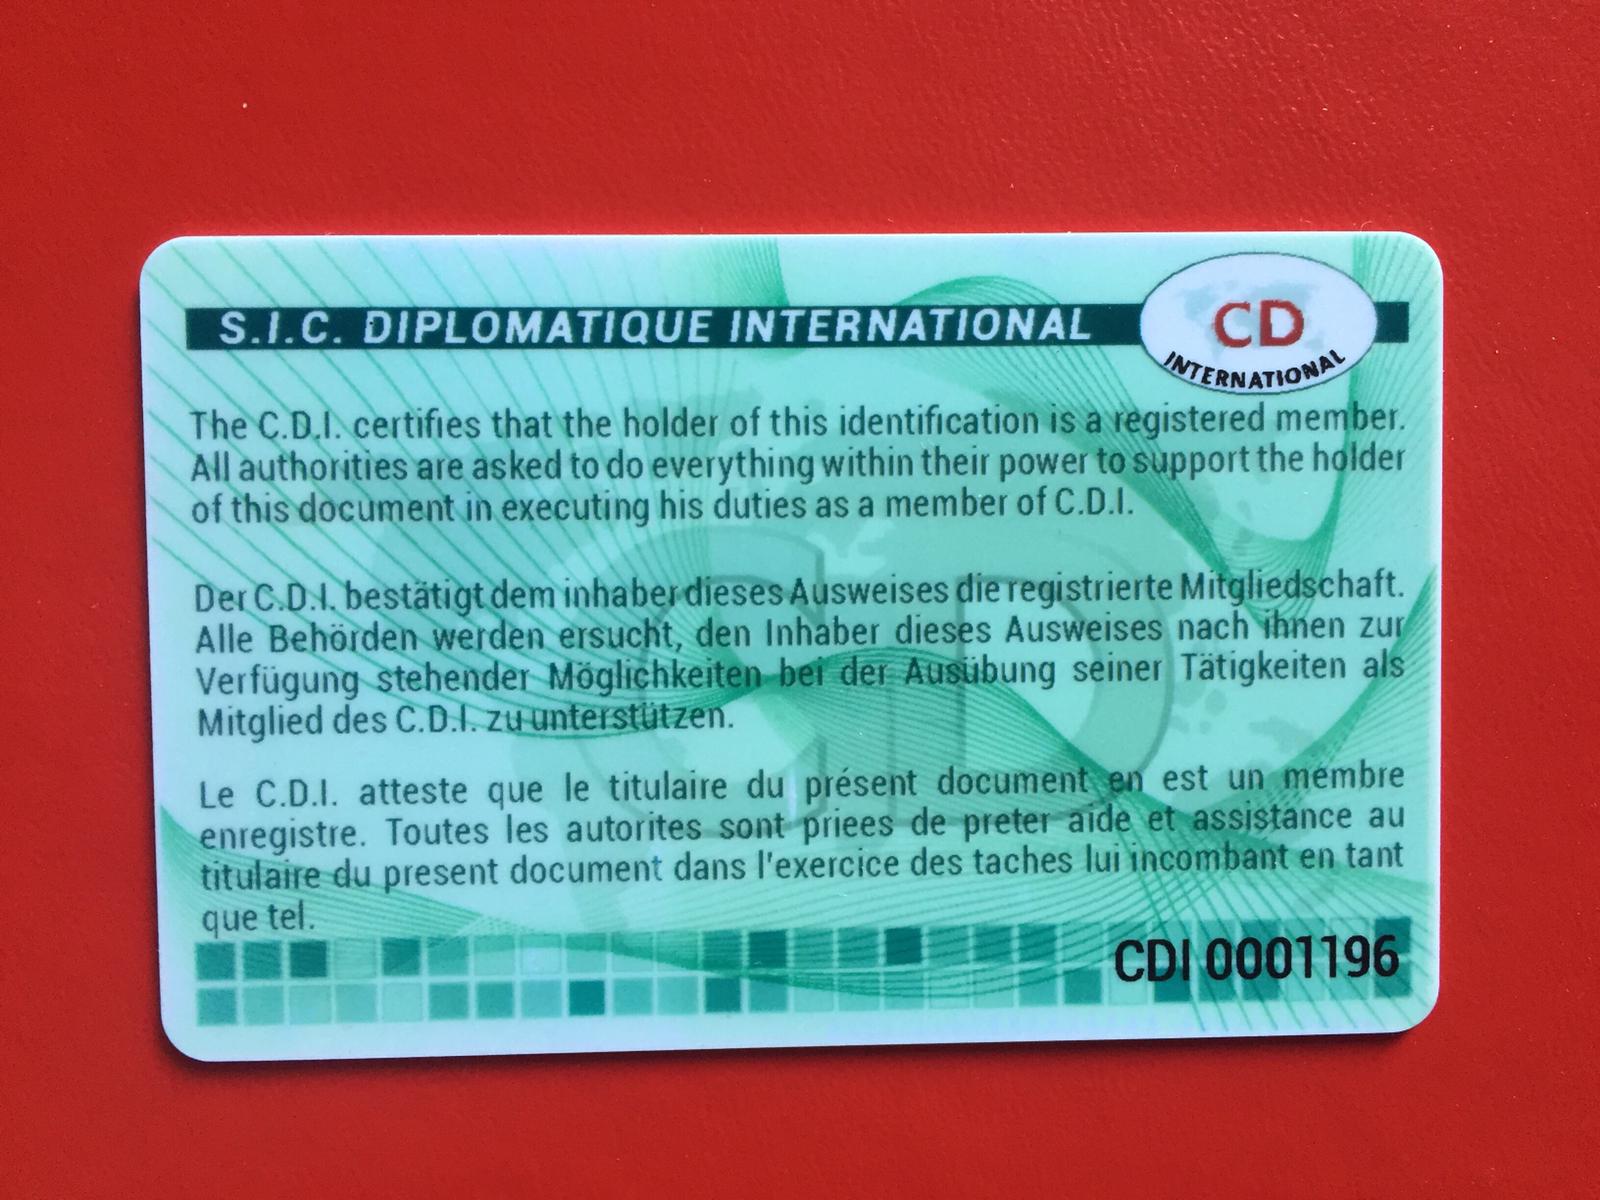 S.I.C. DIPLOMATIQUE INTERNATIONAL
CD
INTERNATIONAL
The C.D.I. certifies that the holder of this identification is a registered member.
All authorities are asked to do everything within their power to support the holder
of this document in executing his duties as a member of C.D.I.
Der C.D.I. bestätigt dem inhaber dieses Ausweises die registrierte Mitgliedschaft.
Alle Behörden werden ersucht, den Inhaber dieses Ausweises nach ihnen zur
Verfügung stehender Möglichkeiten bei der Ausübung seiner Tätigkeiten als
Mitglied des C.D.I. zu unterstützen.
Le C.D.I. atteste que le titulaire du présent document en est un membre
enregistre. Toutes les autorites sont priees de preter aide et assistance au
titulaire du present document dans l'exercice des taches lui incombant en tant
que tel.
CDI 0001196